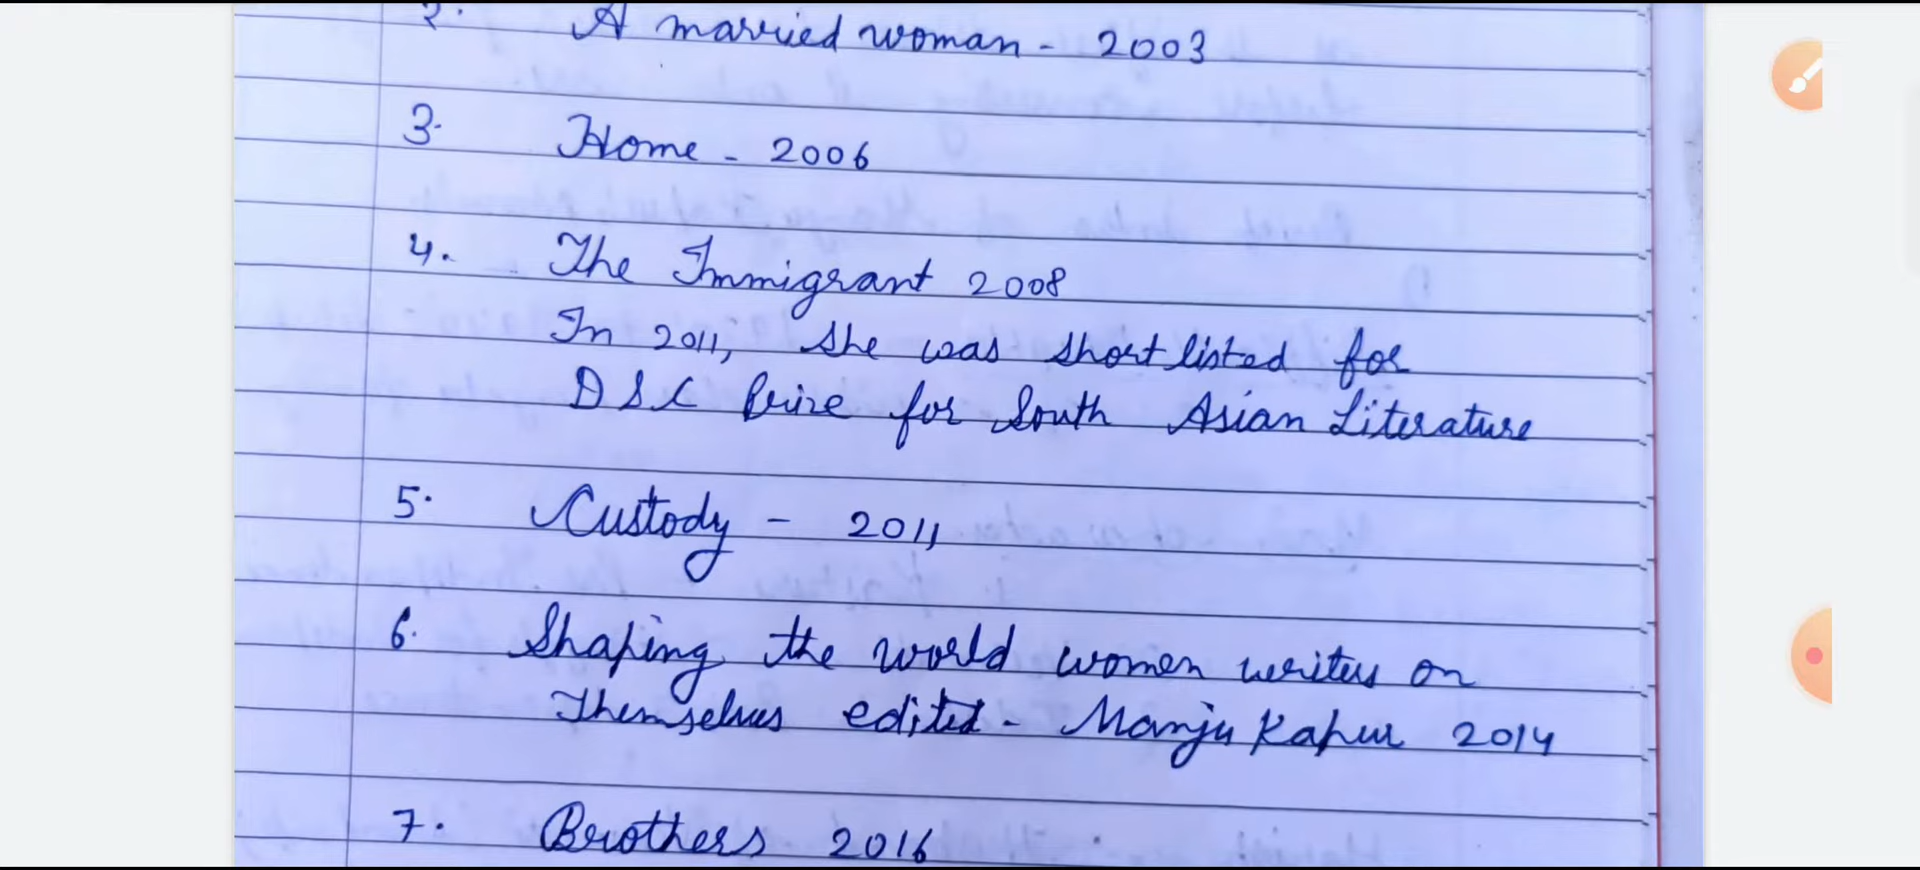 2. A married woman - 2003
3. Home - 2006
4. The Immigrant 2008
In 2011, she was shortlisted for
DSC Prize for South Asian Literature
5. Custody - 2011
6. Shaping the world women writers on
Themselves edited - Manju Kapur 2014
7. Brothers 2016